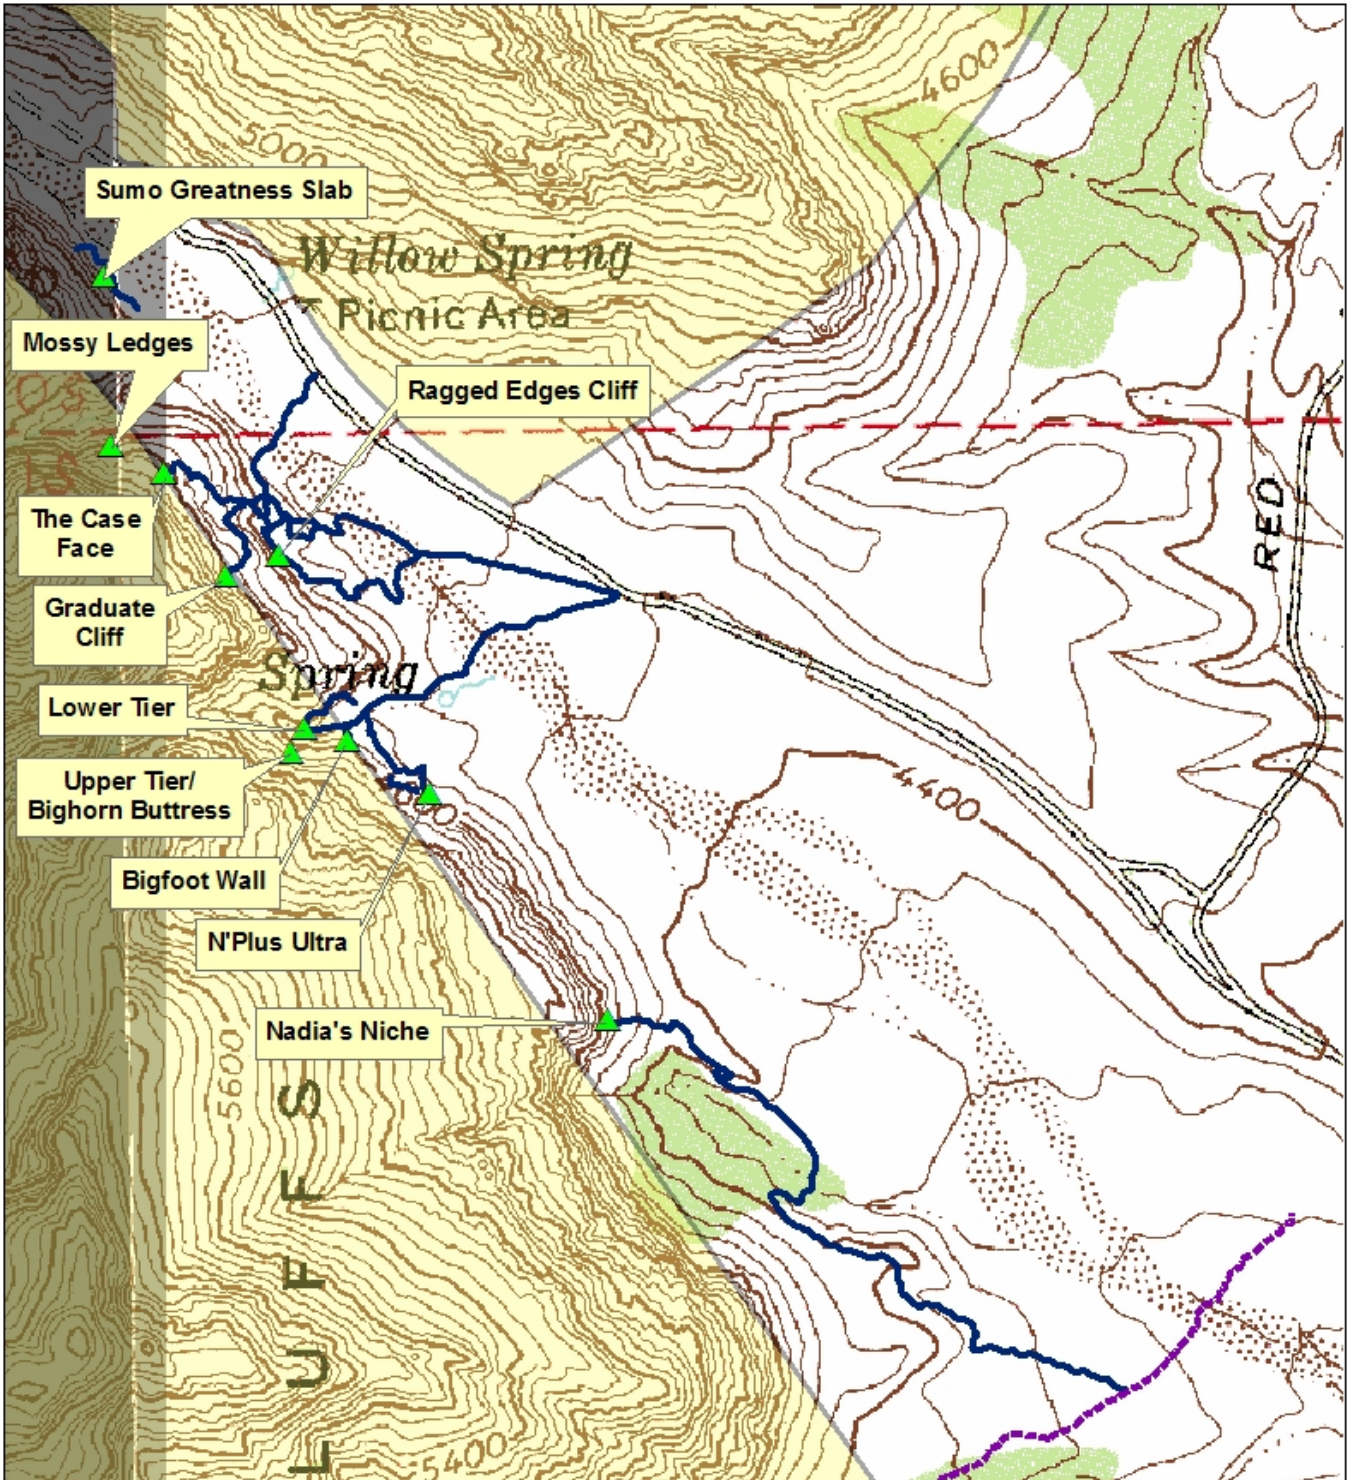 4600
5000
Sumo Greatness Slab
Willow Spring
Picnic Area
Mossy Ledges
Ragged Edges Cliff
RED
The Case
Face
Graduate
Cliff
Spring
Lower Tier
Upper Tier/
Bighorn Buttress
4400
Bigfoot Wall
N'Plus Ultra
Nadia's Niche
5600
L U F F S
5400